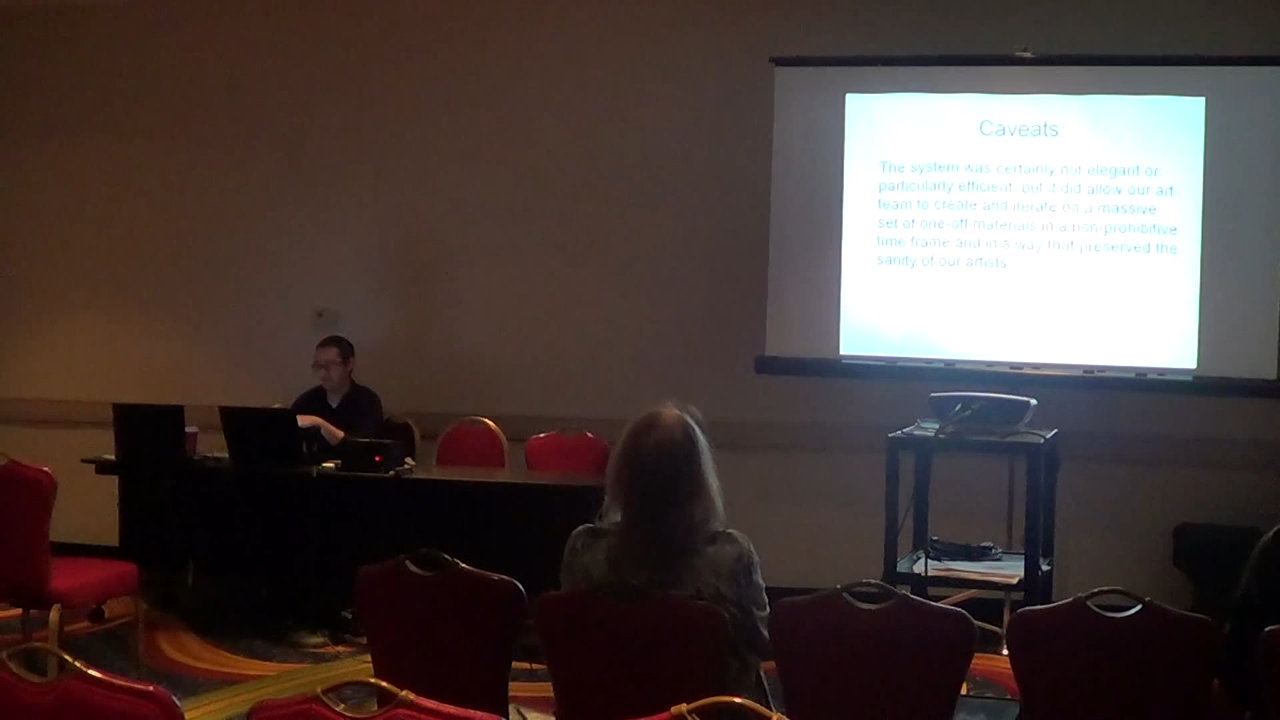 Caveats
The system was certainly not elegant or
particularly efficient, but it did allow our art
team to create and iterate on a massive
set of one-off materials in a non-prohibitive
time frame and in a way that preserved the
sanity of our artists.